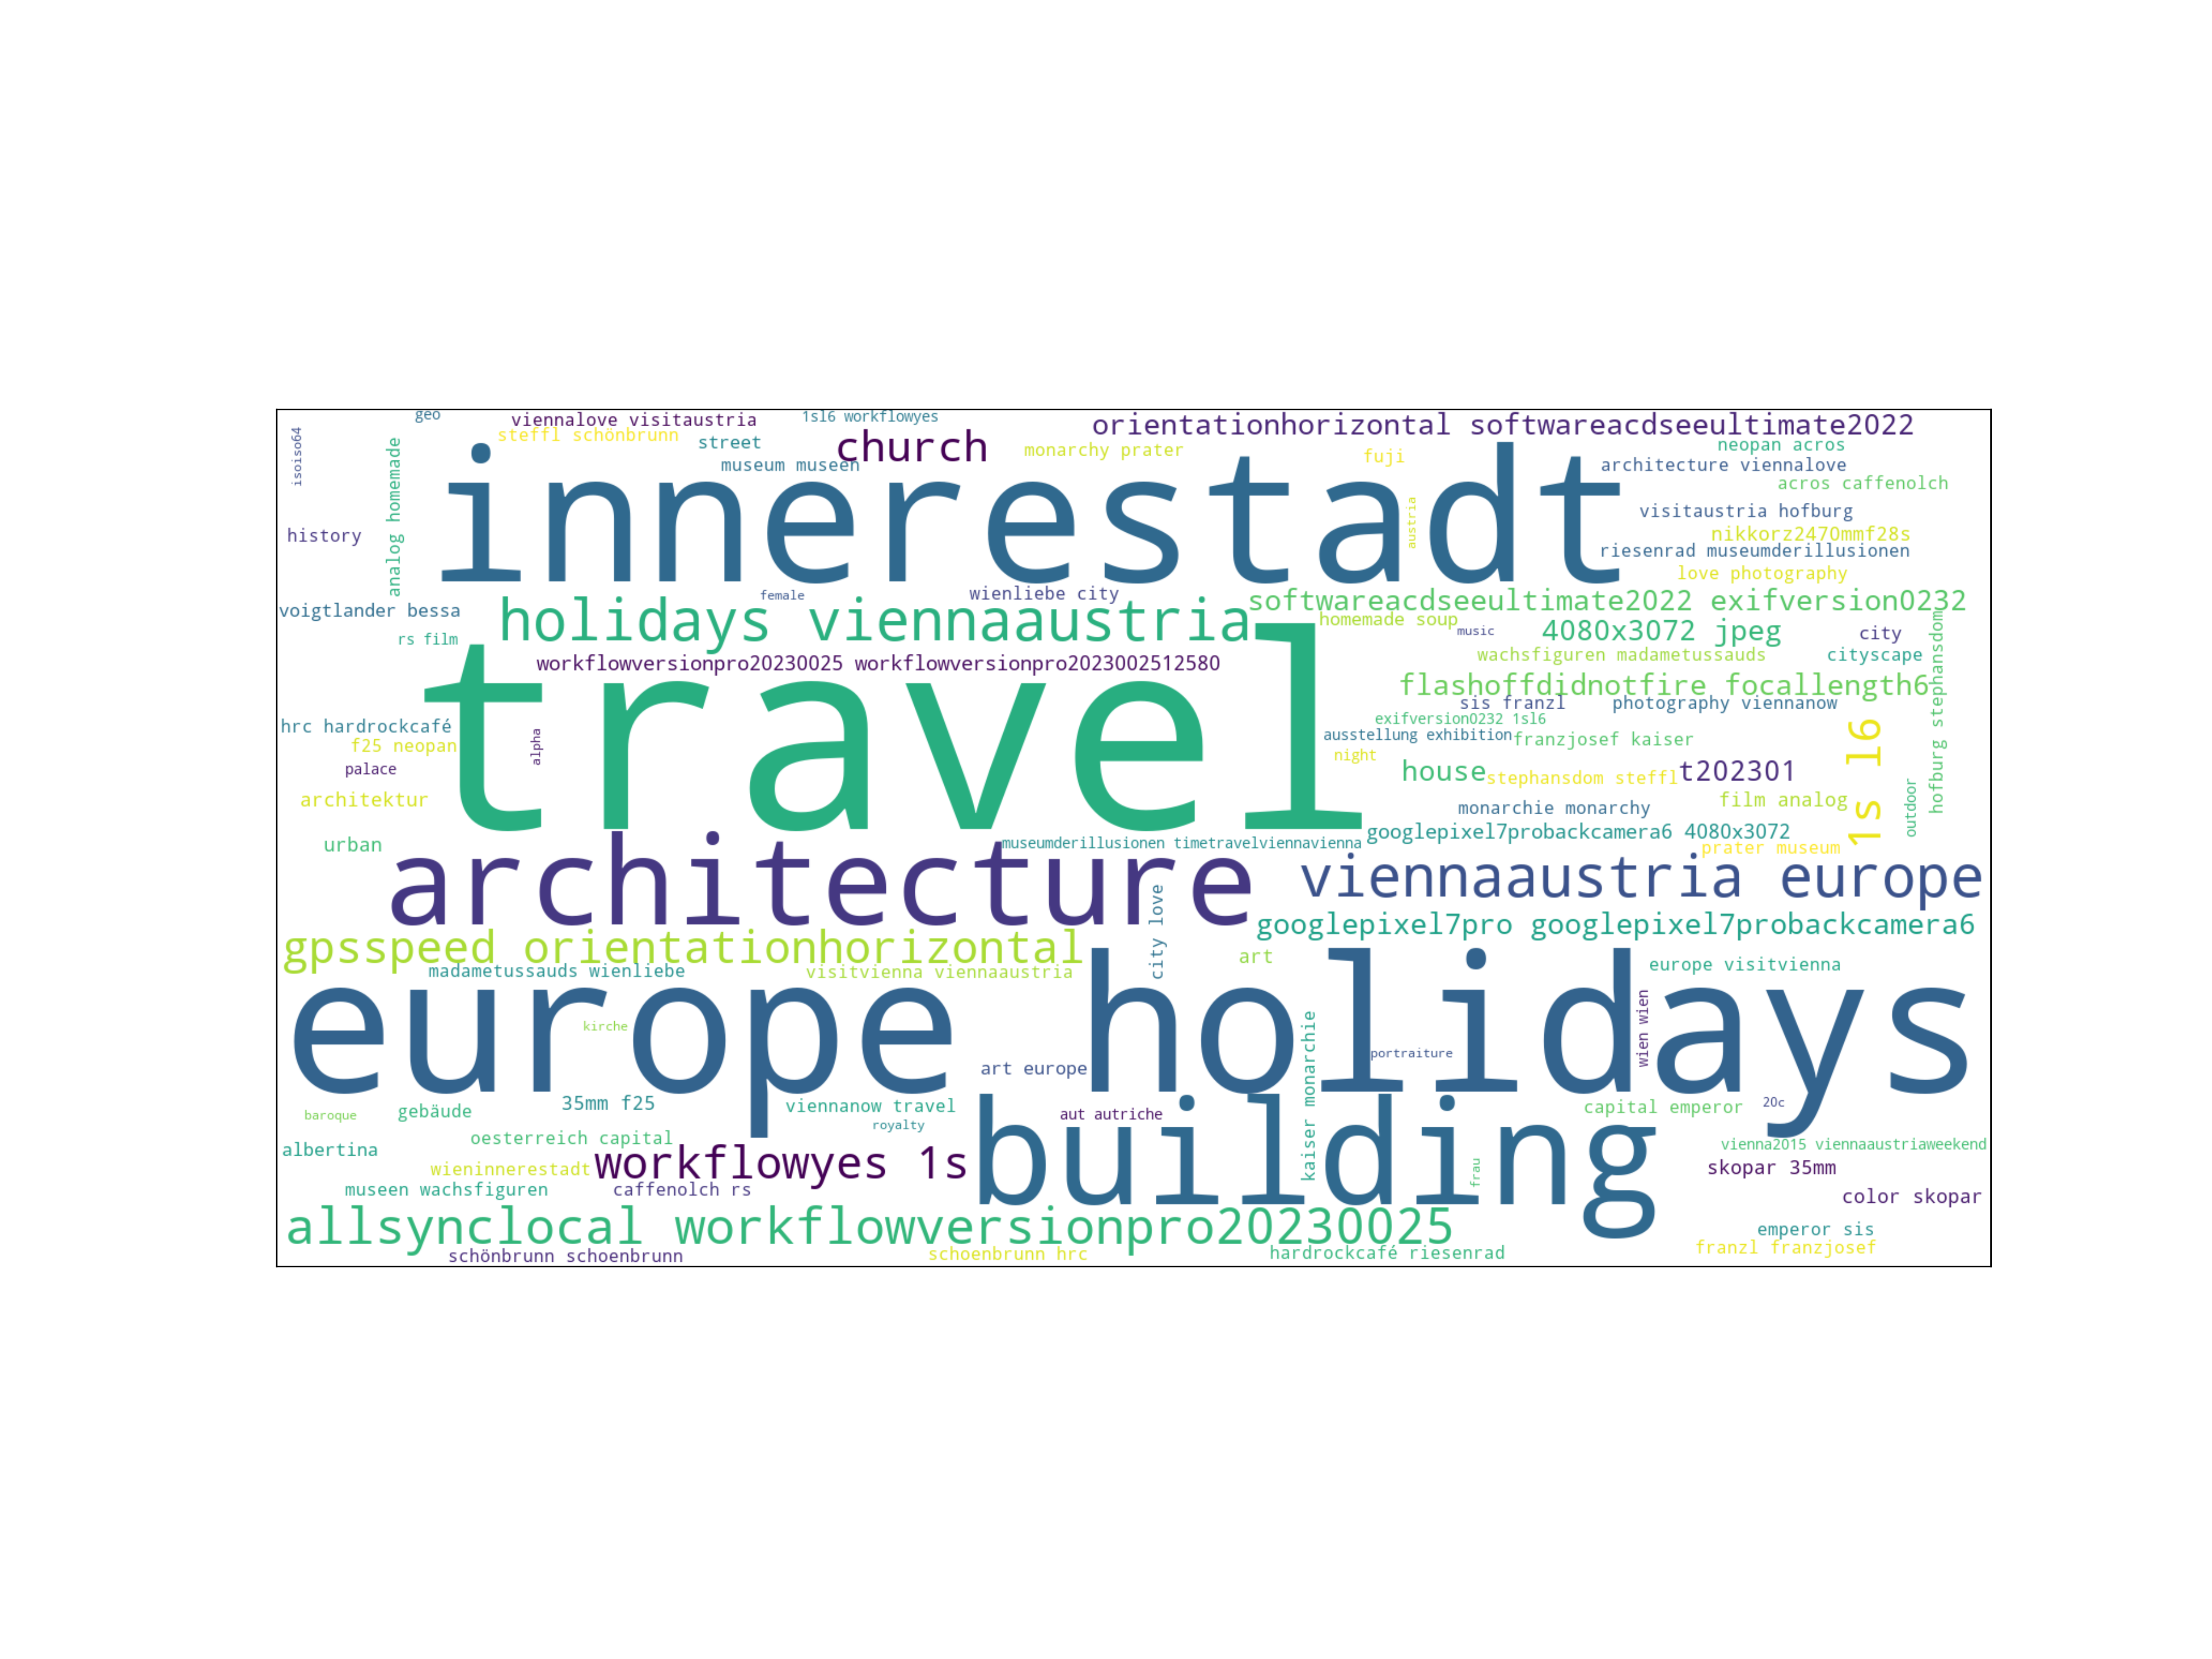 geo
viennalove visitaustria
1sl6 workflowyes
orientationhorizontal softwareacdseeultimate2022
steffl schönbrunn
street
church
monarchy prater
fuji
neopan acros
isoiso64
analog homemade
museum museen
architecture viennalove
acros caffenolch
innerestadt
austria
visitaustria hofburg
history
nikkorz2470mmf28s
riesenrad museumderillusionen
love photography
female
wienliebe city
voigtlander bessa
holidays viennaaustria
softwareacdseeultimate2022 exifversion0232
homemade soup
rs film
music
4080x3072 jpeg
city
workflowversionpro20230025 workflowversionpro2023002512580
wachsfiguren madametussauds
cityscape
hofburg stephansdom
travel
flashoffdidnotfire focallength6
sis franzl
photography viennanow
hrc hardrockcafé
exifversion0232 1sl6
f25 neopan
alpha
ausstellung exhibition
franzjosef kaiser
1s l6
night
palace
house
stephansdom steffl
t202301
architektur
monarchie monarchy
film analog
outdoor
urban
museumderillusionen timetravelviennavienna
googlepixel7probackcamera6 4080x3072
prater museum
architecture
viennaaustria europe
city love
googlepixel7pro googlepixel7probackcamera6
gpsspeed orientationhorizontal
art
madametussauds wienliebe
visitvienna viennaaustria
europe visitvienna
europe holidays
kirche
wien wien
portraiture
kaiser monarchie
art europe
baroque
gebäude
35mm f25
viennanow travel
aut autriche
capital emperor
20c
royalty
building
albertina
oesterreich capital
vienna2015 viennaaustriaweekend
wieninnerestadt
workflowyes 1s
frau
skopar 35mm
museen wachsfiguren
caffenolch rs
color skopar
allsynclocal workflowversionpro20230025
emperor sis
schönbrunn schoenbrunn
schoenbrunn hrc
hardrockcafé riesenrad
franzl franzjosef